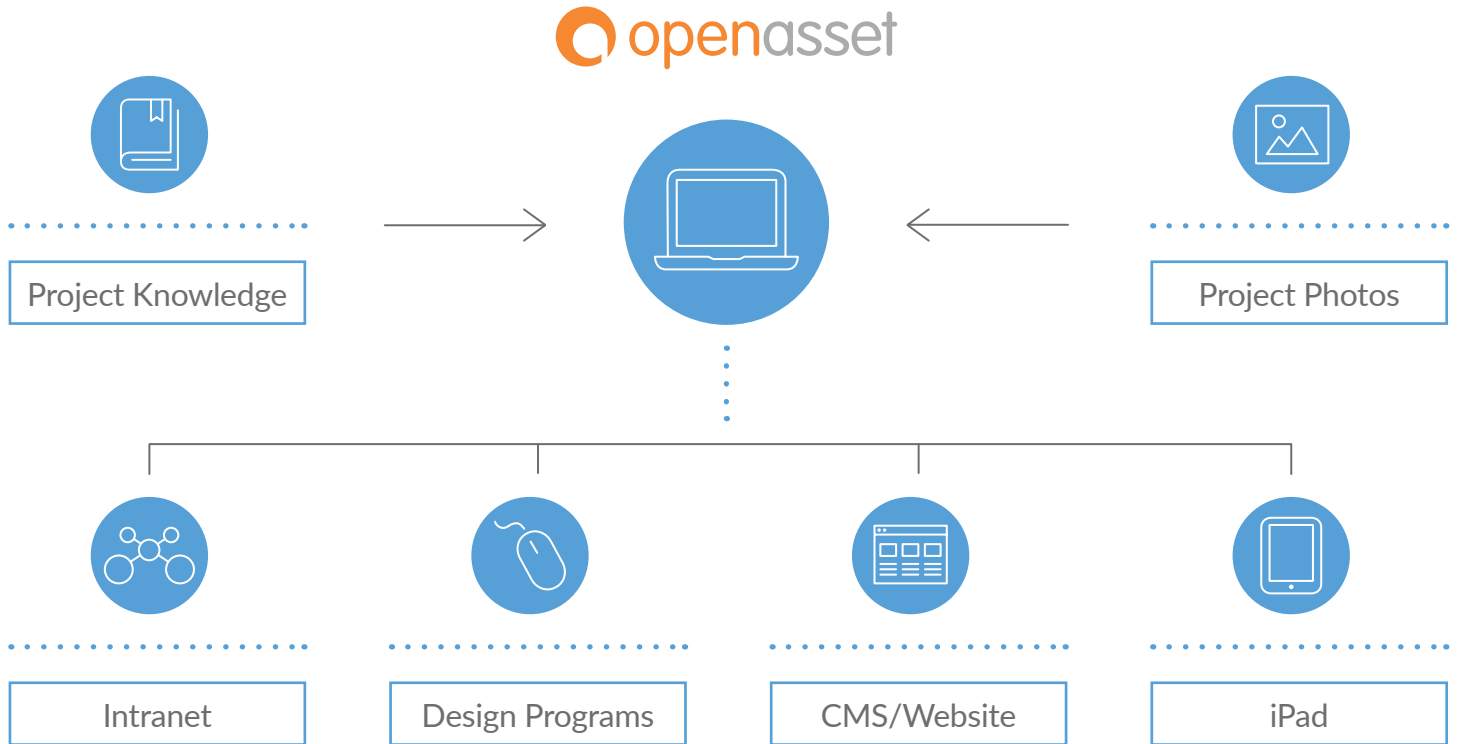 openasset
Project Knowledge
Project Photos
Intranet
Design Programs
CMS/Website
iPad